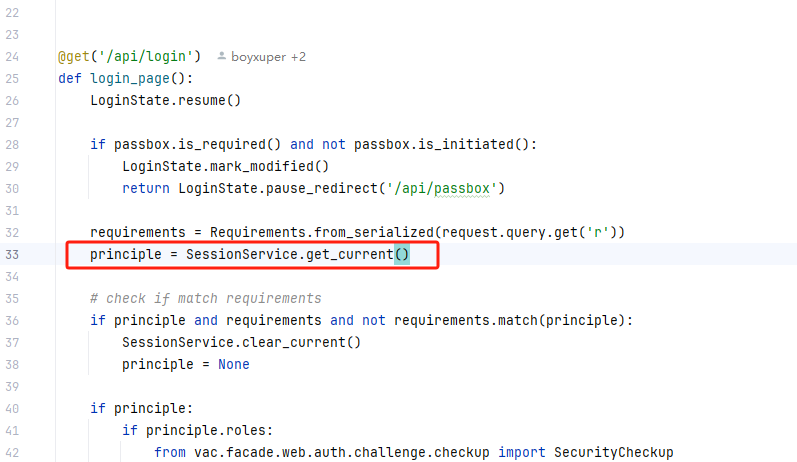 22
23
24 @get('/api/login') boyxuper +2
25 def login_page():
26     LoginState.resume()
27
28     if passbox.is_required() and not passbox.is_initiated():
29         LoginState.mark_modified()
30         return LoginState.pause_redirect('/api/passbox')
31
32     requirements = Requirements.from_serialized(request.query.get('r'))
33     principle = SessionService.get_current()
34
35     # check if match requirements
36     if principle and requirements and not requirements.match(principle):
37         SessionService.clear_current()
38         principle = None
39
40     if principle:
41         if principle.roles:
42             from vac.facade.web.auth.challenge.checkup import SecurityCheckup